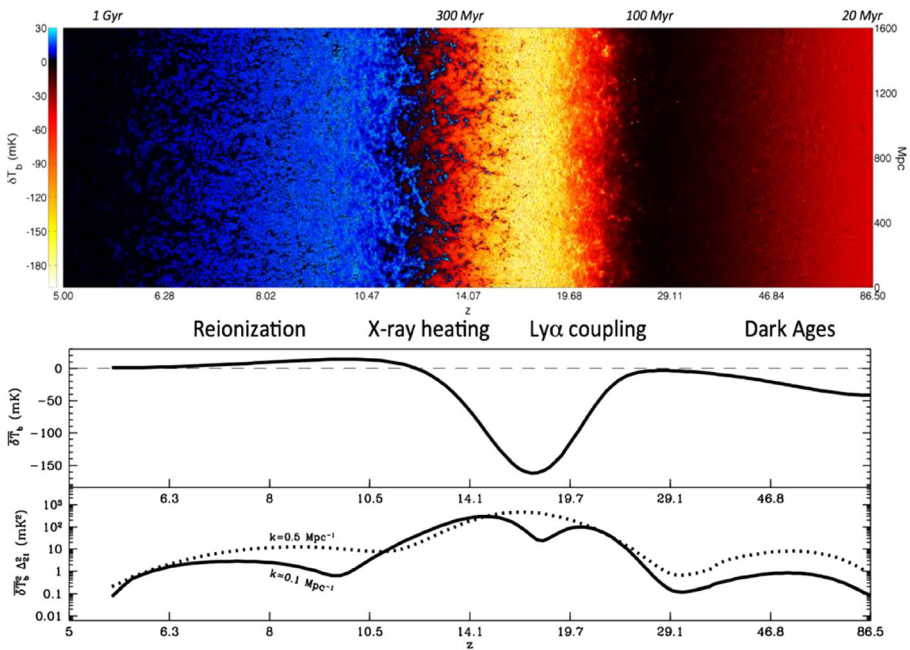 1 Gyr 300 Myr 100 Myr 20 Myr
30
0
-30
-60
-90
-120
-150
-180
δT_b (mK)
1600
1200
800
400
0
Mpc
5.00 6.28 8.02 10.47 14.07 19.68 29.11 46.84 86.50
z
Reionization X-ray heating Lyα coupling Dark Ages
0
−50
−100
−150
δT̅_b (mK)
6.3 8 10.5 14.1 19.7 29.1 46.8
10³
10²
10
1
0.1
0.01
δT̅_b² Δ²₂₁ (mK²)
k=0.5 Mpc⁻¹
k=0.1 Mpc⁻¹
5 6.3 8 10.5 14.1 19.7 29.1 46.8 86.5
z